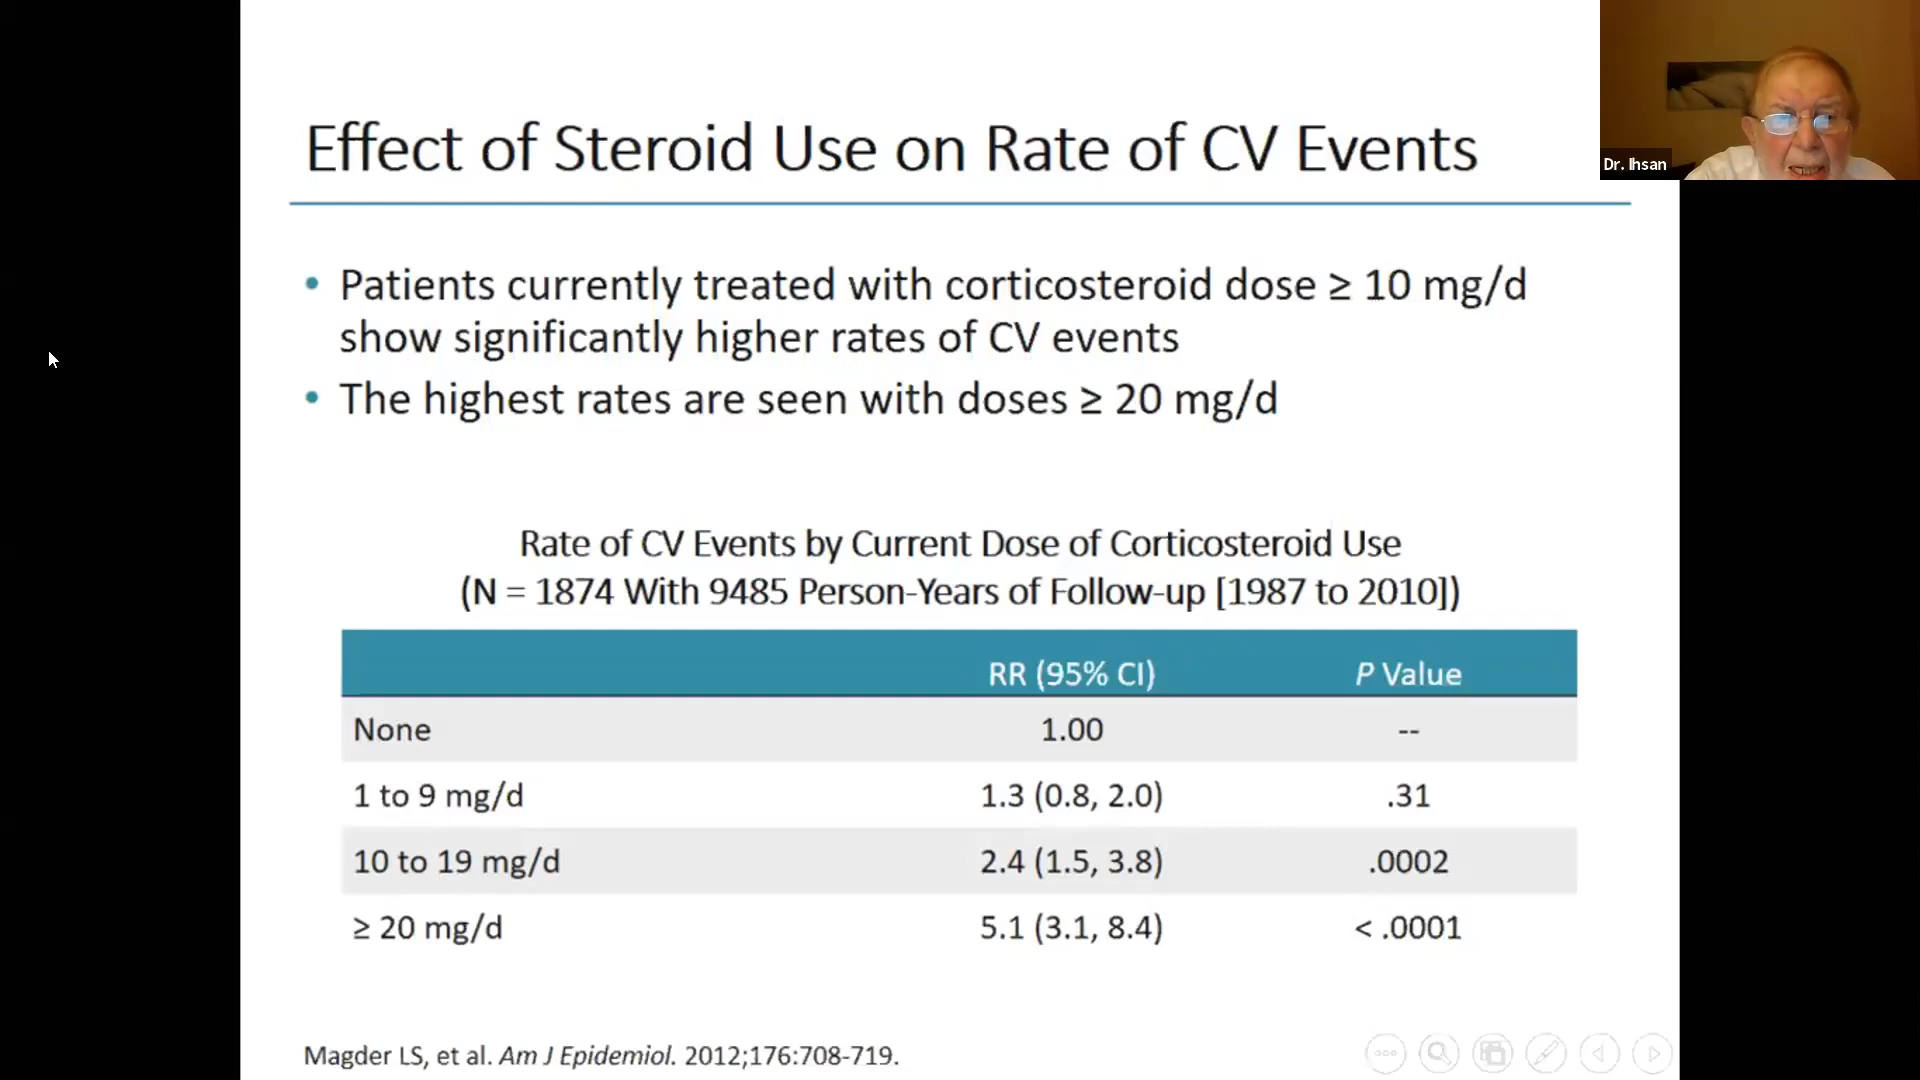 Effect of Steroid Use on Rate of CV Events
Dr. Ihsan
• Patients currently treated with corticosteroid dose ≥ 10 mg/d
show significantly higher rates of CV events
• The highest rates are seen with doses ≥ 20 mg/d
Rate of CV Events by Current Dose of Corticosteroid Use
(N = 1874 With 9485 Person-Years of Follow-up [1987 to 2010])
RR (95% CI) P Value
None 1.00 --
1 to 9 mg/d 1.3 (0.8, 2.0) .31
10 to 19 mg/d 2.4 (1.5, 3.8) .0002
≥ 20 mg/d 5.1 (3.1, 8.4) < .0001
Magder LS, et al. Am J Epidemiol. 2012;176:708-719.